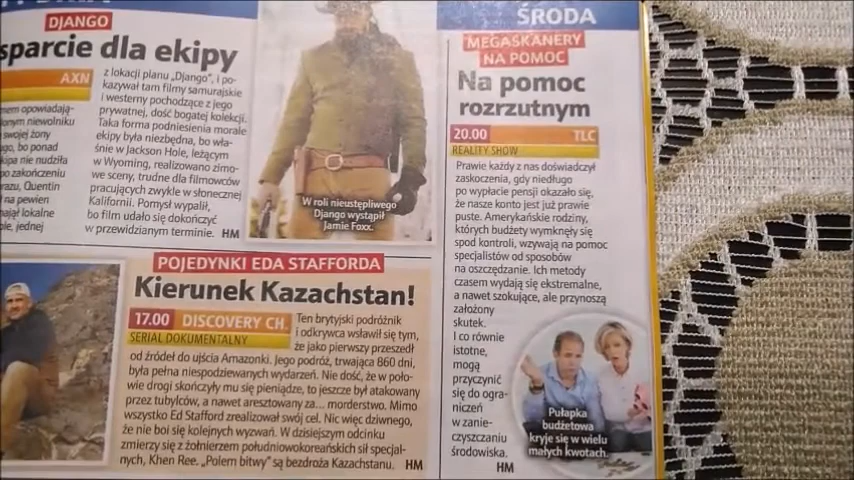 ŚRODA
DJANGO
sparcie dla ekipy
AXN
swojej żony
bo ponad
kipa nie nudziła
zakończeniu
razu, Quentin
na pewien
nał lokalne
e, jednej
z lokacji planu „Django”, i po-
kazywał tam filmy samurajskie
i westerny pochodzące z jego
prywatnej, dość bogatej kolekcji.
Taka forma podniesienia morale
ekipy była niezbędna, bo wła-
śnie w Jackson Hole, leżącym
w Wyoming, realizowano zimo-
we sceny, trudne dla filmowców
pracujących zwykle w słonecznej
Kalifornii. Pomysł wypalił,
bo film udało się dokończyć
w przewidzianym terminie. HM
W roli nieustępliwego
Django wystąpił
Jamie Foxx.
POJEDYNKI EDA STAFFORDA
Kierunek Kazachstan!
17.00 DISCOVERY CH.
SERIAL DOKUMENTALNY
Ten brytyjski podróżnik
i odkrywca wsławił się tym,
że jako pierwszy przeszedł
od źródeł do ujścia Amazonki. Jego podróż, trwająca 860 dni,
była pełna niespodziewanych wydarzeń. Nie dość, że w poło-
wie drogi skończyły mu się pieniądze, to jeszcze był atakowany
przez tubylców, a nawet aresztowany za... morderstwo. Mimo
wszystko Ed Stafford zrealizował swój cel. Nic więc dziwnego,
że nie boi się kolejnych wyzwań. W dzisiejszym odcinku
zmierzy się z żołnierzem południowokoreańskich sił specjal-
nych, Khen Ree. „Polem bitwy” są bezdroża Kazachstanu. HM
MEGASKANERY
NA POMOC
Na pomoc
rozrzutnym
20.00 TLC
REALITY SHOW
Prawie każdy z nas doświadczył
zaskoczenia, gdy niedługo
po wypłacie pensji okazało się,
że nasze konto jest już prawie
puste. Amerykańskie rodziny,
których budżety wymknęły się
spod kontroli, wzywają na pomoc
specjalistów od sposobów
na oszczędzanie. Ich metody
czasem wydają się ekstremalne,
a nawet szokujące, ale przynoszą
założony
skutek.
I co równie
istotne,
mogą
przyczynić
się do ogra-
niczeń
w zanie-
czyszczaniu
środowiska.
HM
Pułapka
budżetowa
kryje się w wielu
małych kwotach.